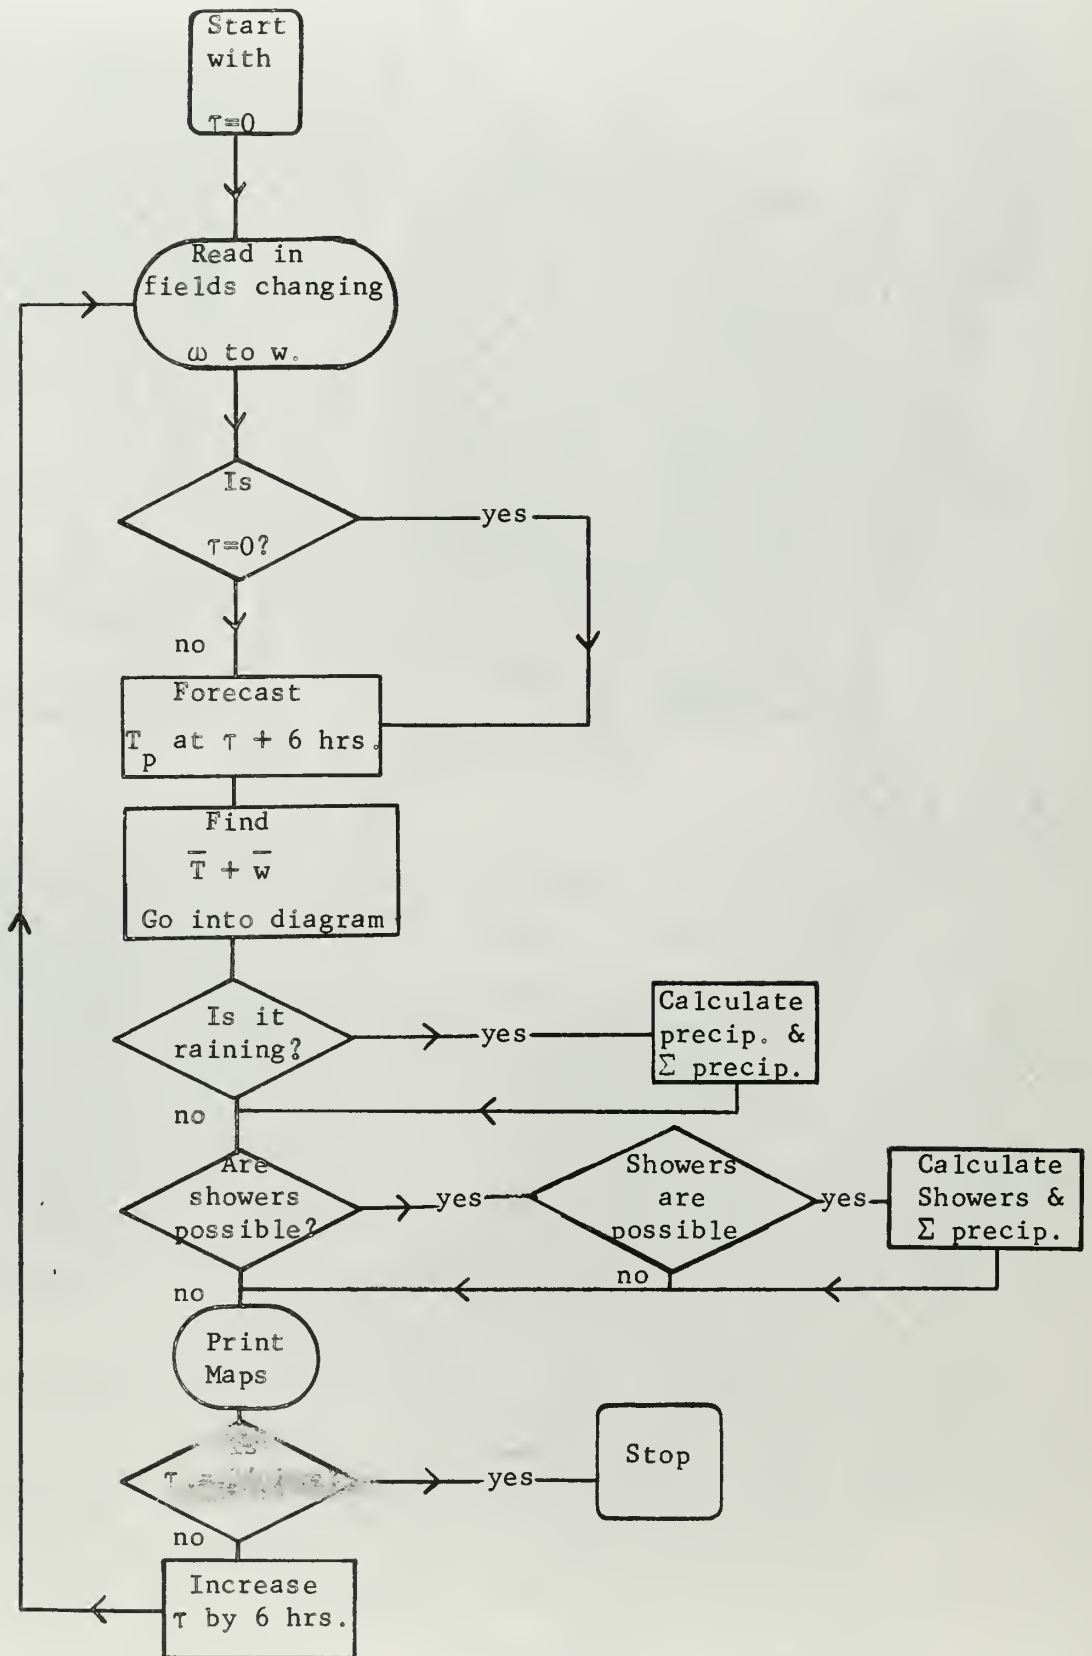 Start
with
τ=0
Read in
fields changing
ω to w.
Is
τ=0?
yes
no
Forecast
T_p at τ + 6 hrs.
Find
T̅ + w̅
Go into diagram
Is it
raining?
yes
Calculate
precip. &
Σ precip.
no
Are
showers
possible?
yes
Showers
are
possible
yes
Calculate
Showers &
Σ precip.
no
no
Print
Maps
Is
τ
yes
Stop
no
Increase
τ by 6 hrs.